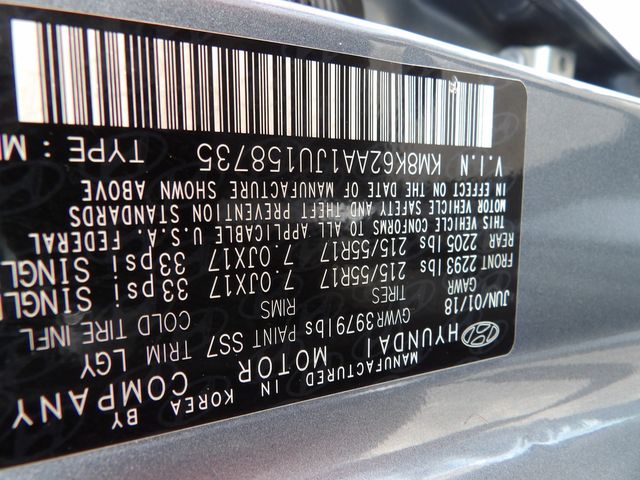 MANUFACTURED IN KOREA BY
HYUNDAI MOTOR COMPANY
JUN/01/18 GVWR 3979lbs PAINT SS7 TRIM LGY
GAWR TIRES RIMS COLD TIRE INFL
FRONT 2293lbs 215/55R17 7.0JX17 33psi SINGL
REAR 2205lbs 215/55R17 7.0JX17 33psi SINGL
THIS VEHICLE CONFORMS TO ALL APPLICABLE U.S.A. FEDERAL
MOTOR VEHICLE SAFETY AND THEFT PREVENTION STANDARDS
IN EFFECT ON THE DATE OF MANUFACTURE SHOWN ABOVE
V.I.N KM8K62AA1JU158735 TYPE : M